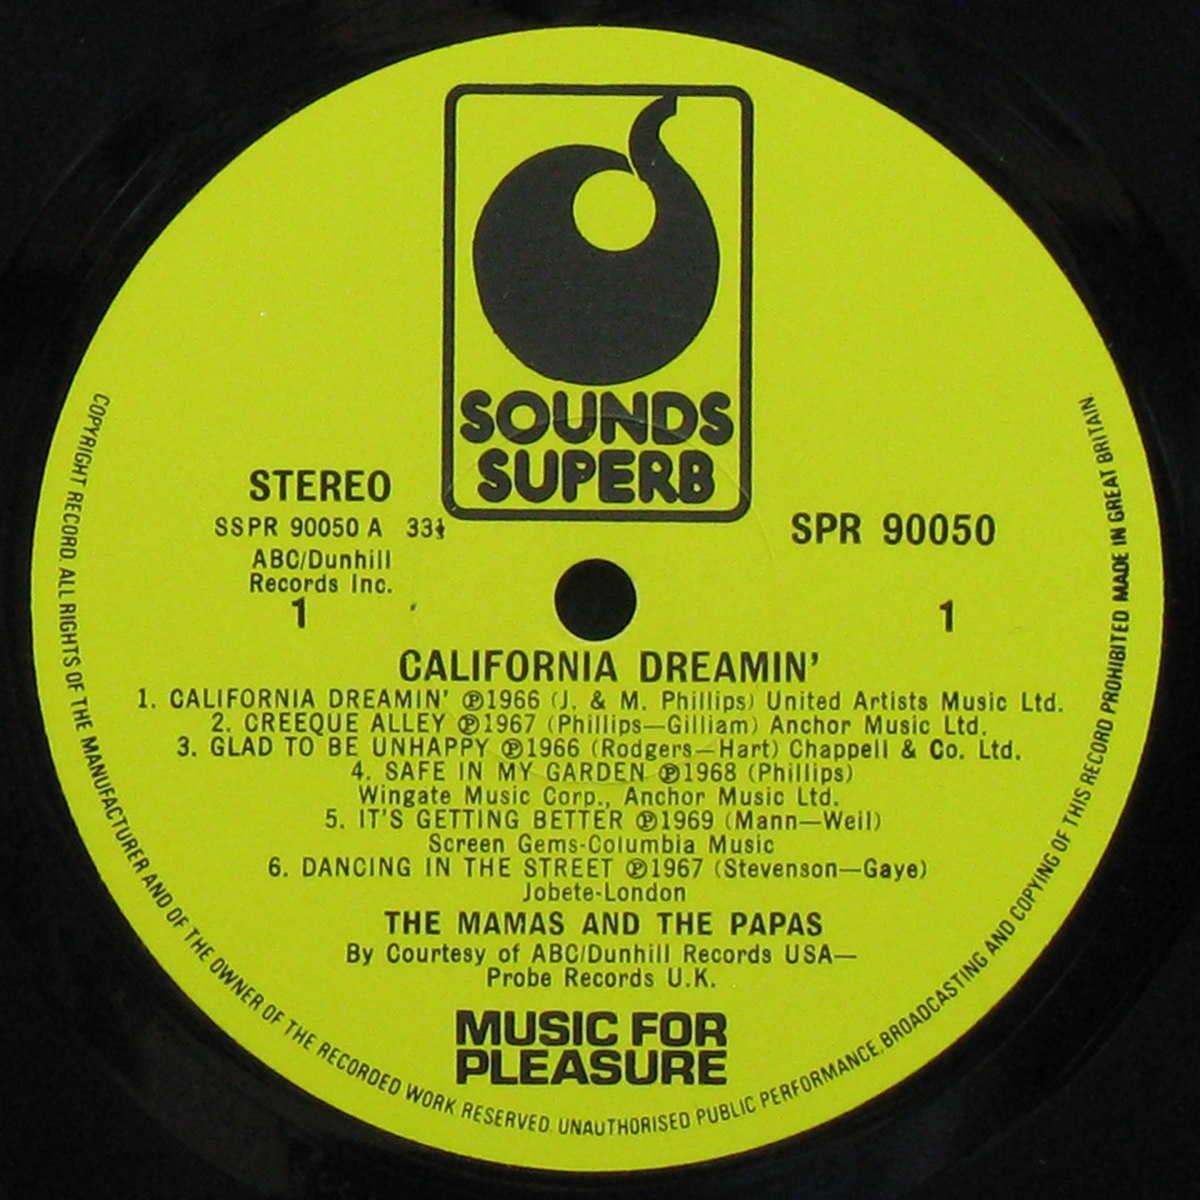 SOUNDS
SUPERB
STEREO
SSPR 90050 A 33⅓
ABC/Dunhill
Records Inc.
1
SPR 90050
1
CALIFORNIA DREAMIN'
1. CALIFORNIA DREAMIN' ℗1966 (J. & M. Phillips) United Artists Music Ltd.
2. CREEQUE ALLEY ℗1967 (Phillips—Gilliam) Anchor Music Ltd.
3. GLAD TO BE UNHAPPY ℗1966 (Rodgers—Hart) Chappell & Co. Ltd.
4. SAFE IN MY GARDEN ℗1968 (Phillips)
Wingate Music Corp., Anchor Music Ltd.
5. IT'S GETTING BETTER ℗1969 (Mann—Weil)
Screen Gems-Columbia Music
6. DANCING IN THE STREET ℗1967 (Stevenson—Gaye)
Jobete-London
THE MAMAS AND THE PAPAS
By Courtesy of ABC/Dunhill Records USA—
Probe Records U.K.
MUSIC FOR
PLEASURE
COPYRIGHT RECORD. ALL RIGHTS OF THE MANUFACTURER AND OF THE OWNER OF THE RECORDED WORK RESERVED. UNAUTHORISED PUBLIC PERFORMANCE, BROADCASTING AND COPYING OF THIS RECORD PROHIBITED MADE IN GREAT BRITAIN